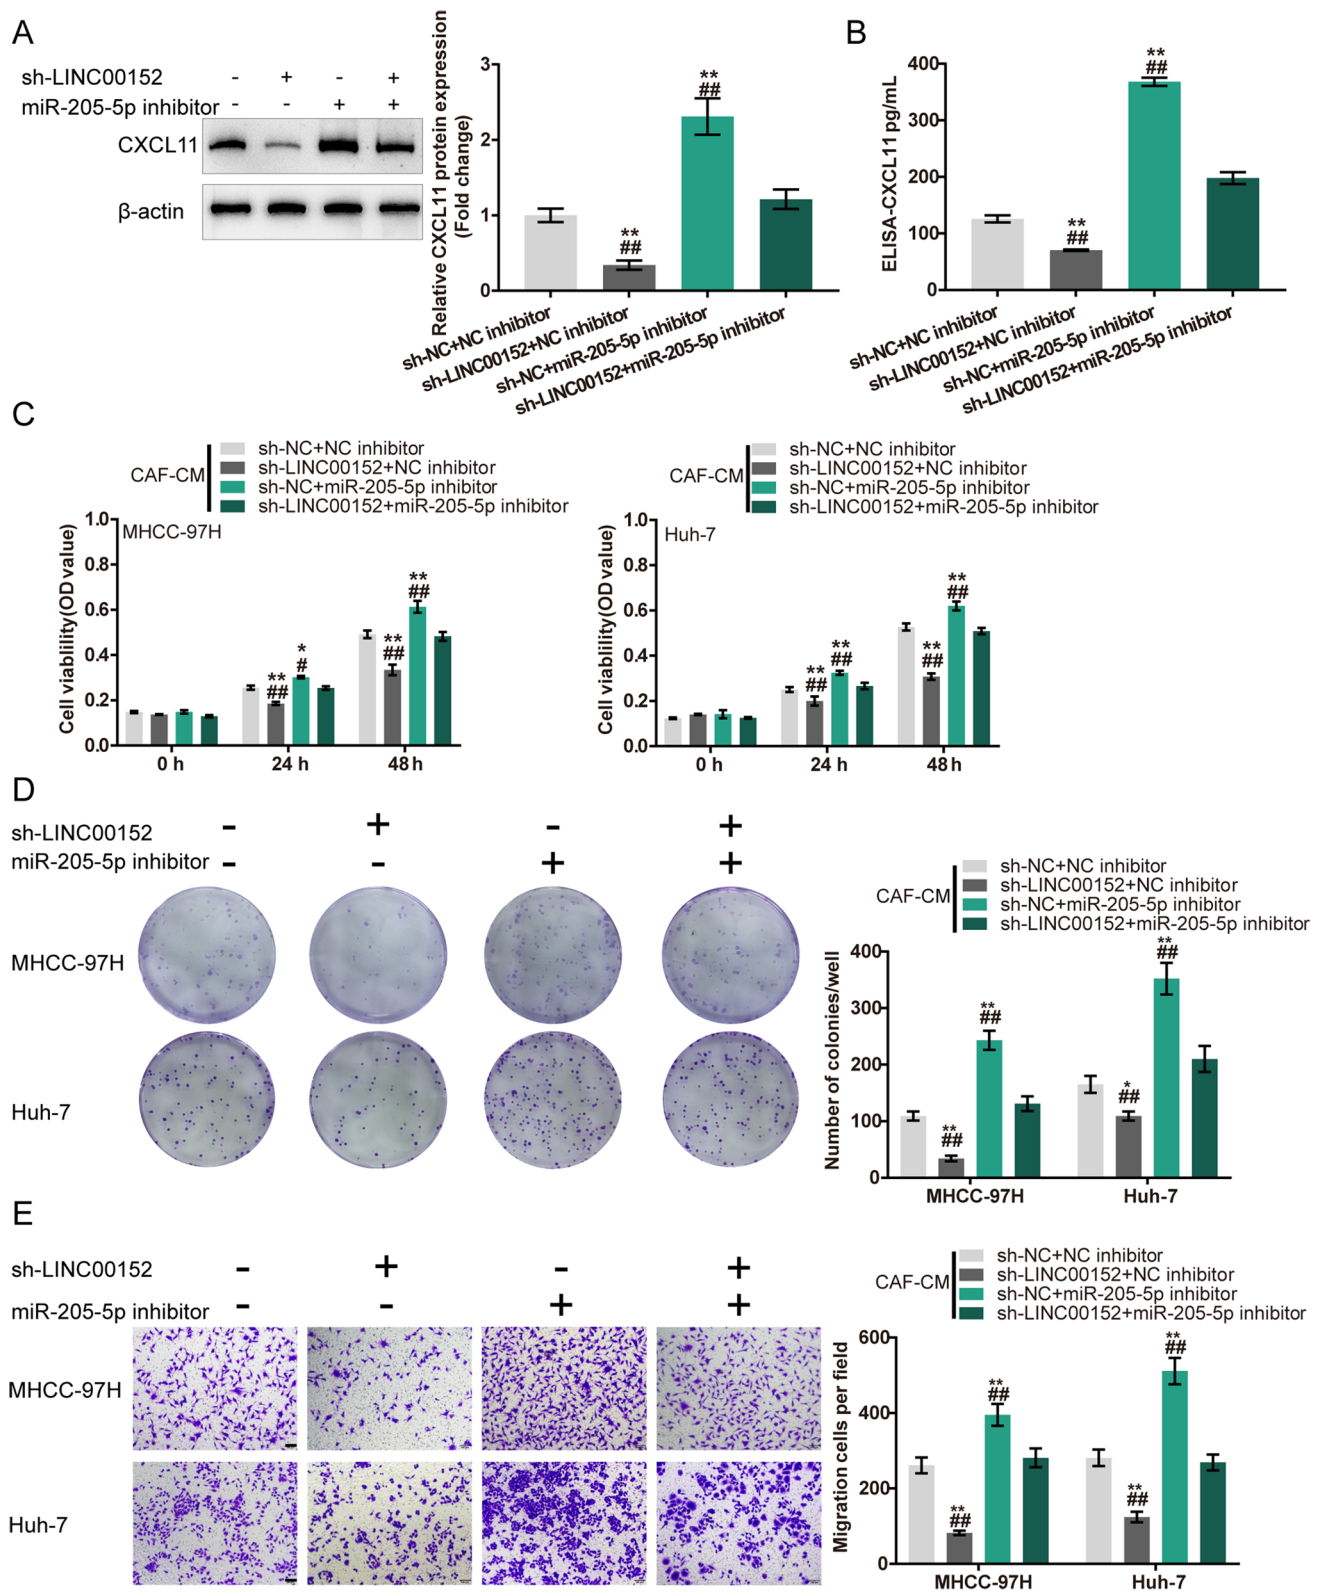 A
sh-LINC00152 - + - +
miR-205-5p inhibitor - - + +
CXCL11
β-actin
Relative CXCL11 protein expression
(Fold change)
3
2
1
0
**
##
**
##
sh-NC+NC inhibitor
sh-LINC00152+NC inhibitor
sh-NC+miR-205-5p inhibitor
sh-LINC00152+miR-205-5p inhibitor
B
ELISA-CXCL11 pg/mL
400
300
200
100
0
**
##
**
##
sh-NC+NC inhibitor
sh-LINC00152+NC inhibitor
sh-NC+miR-205-5p inhibitor
sh-LINC00152+miR-205-5p inhibitor
C
CAF-CM
sh-NC+NC inhibitor
sh-LINC00152+NC inhibitor
sh-NC+miR-205-5p inhibitor
sh-LINC00152+miR-205-5p inhibitor
MHCC-97H
Cell viablility(OD value)
1.0
0.8
0.6
0.4
0.2
0.0
**
##
*
#
**
##
**
##
0 h 24 h 48 h
CAF-CM
sh-NC+NC inhibitor
sh-LINC00152+NC inhibitor
sh-NC+miR-205-5p inhibitor
sh-LINC00152+miR-205-5p inhibitor
Huh-7
Cell viablility(OD value)
1.0
0.8
0.6
0.4
0.2
0.0
**
##
**
##
**
##
**
##
0 h 24 h 48 h
D
sh-LINC00152 - + - +
miR-205-5p inhibitor - - + +
MHCC-97H
Huh-7
CAF-CM
sh-NC+NC inhibitor
sh-LINC00152+NC inhibitor
sh-NC+miR-205-5p inhibitor
sh-LINC00152+miR-205-5p inhibitor
Number of colonies/well
400
300
200
100
0
**
##
**
##
*
##
**
##
MHCC-97H Huh-7
E
sh-LINC00152 - + - +
miR-205-5p inhibitor - - + +
MHCC-97H
Huh-7
CAF-CM
sh-NC+NC inhibitor
sh-LINC00152+NC inhibitor
sh-NC+miR-205-5p inhibitor
sh-LINC00152+miR-205-5p inhibitor
Migration cells per field
600
400
200
0
**
##
**
##
**
##
**
##
MHCC-97H Huh-7